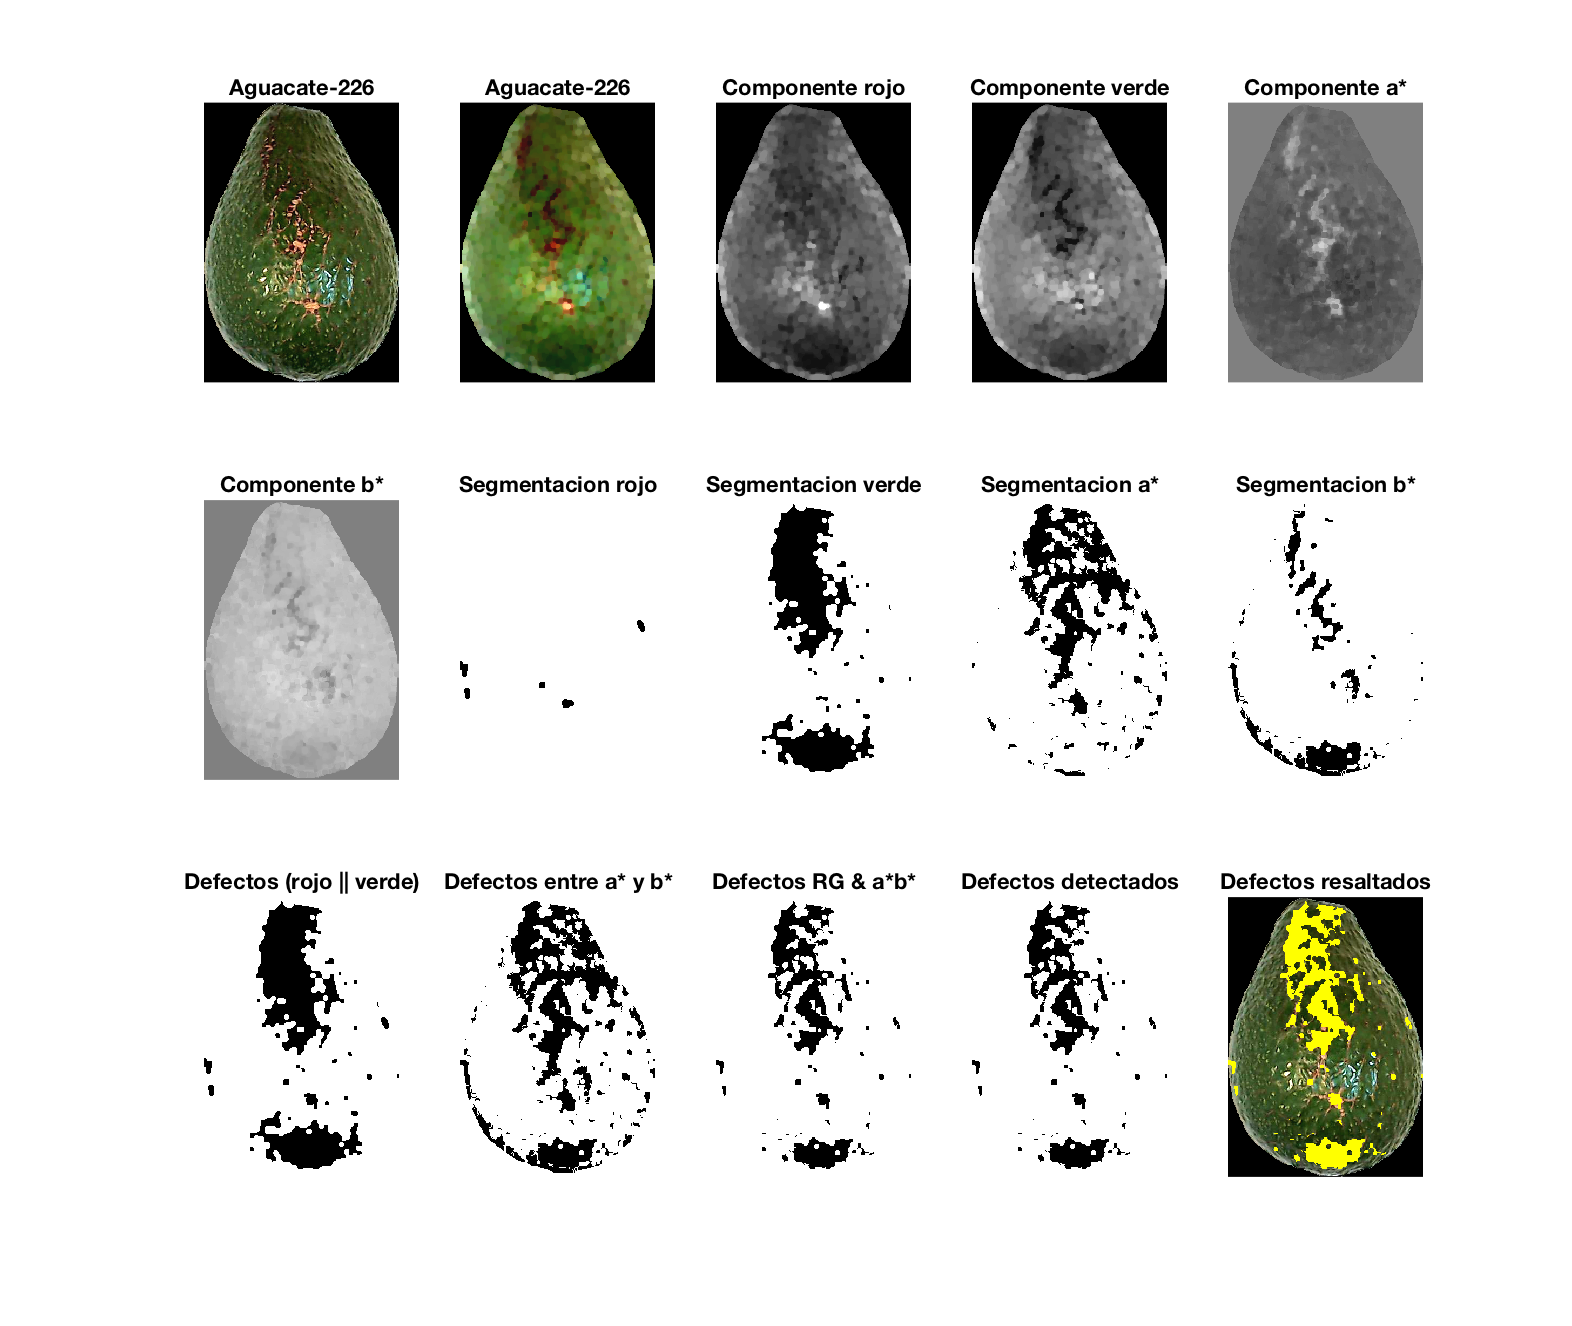 Aguacate-226
Aguacate-226
Componente rojo
Componente verde
Componente a*
Componente b*
Segmentacion rojo
Segmentacion verde
Segmentacion a*
Segmentacion b*
Defectos (rojo || verde)
Defectos entre a* y b*
Defectos RG & a*b*
Defectos detectados
Defectos resaltados